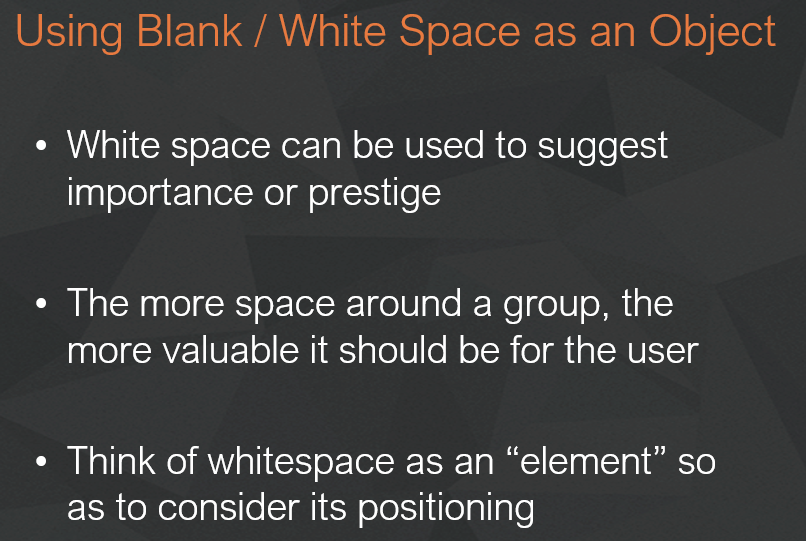 Using Blank / White Space as an Object
• White space can be used to suggest
importance or prestige
• The more space around a group, the
more valuable it should be for the user
• Think of whitespace as an “element” so
as to consider its positioning